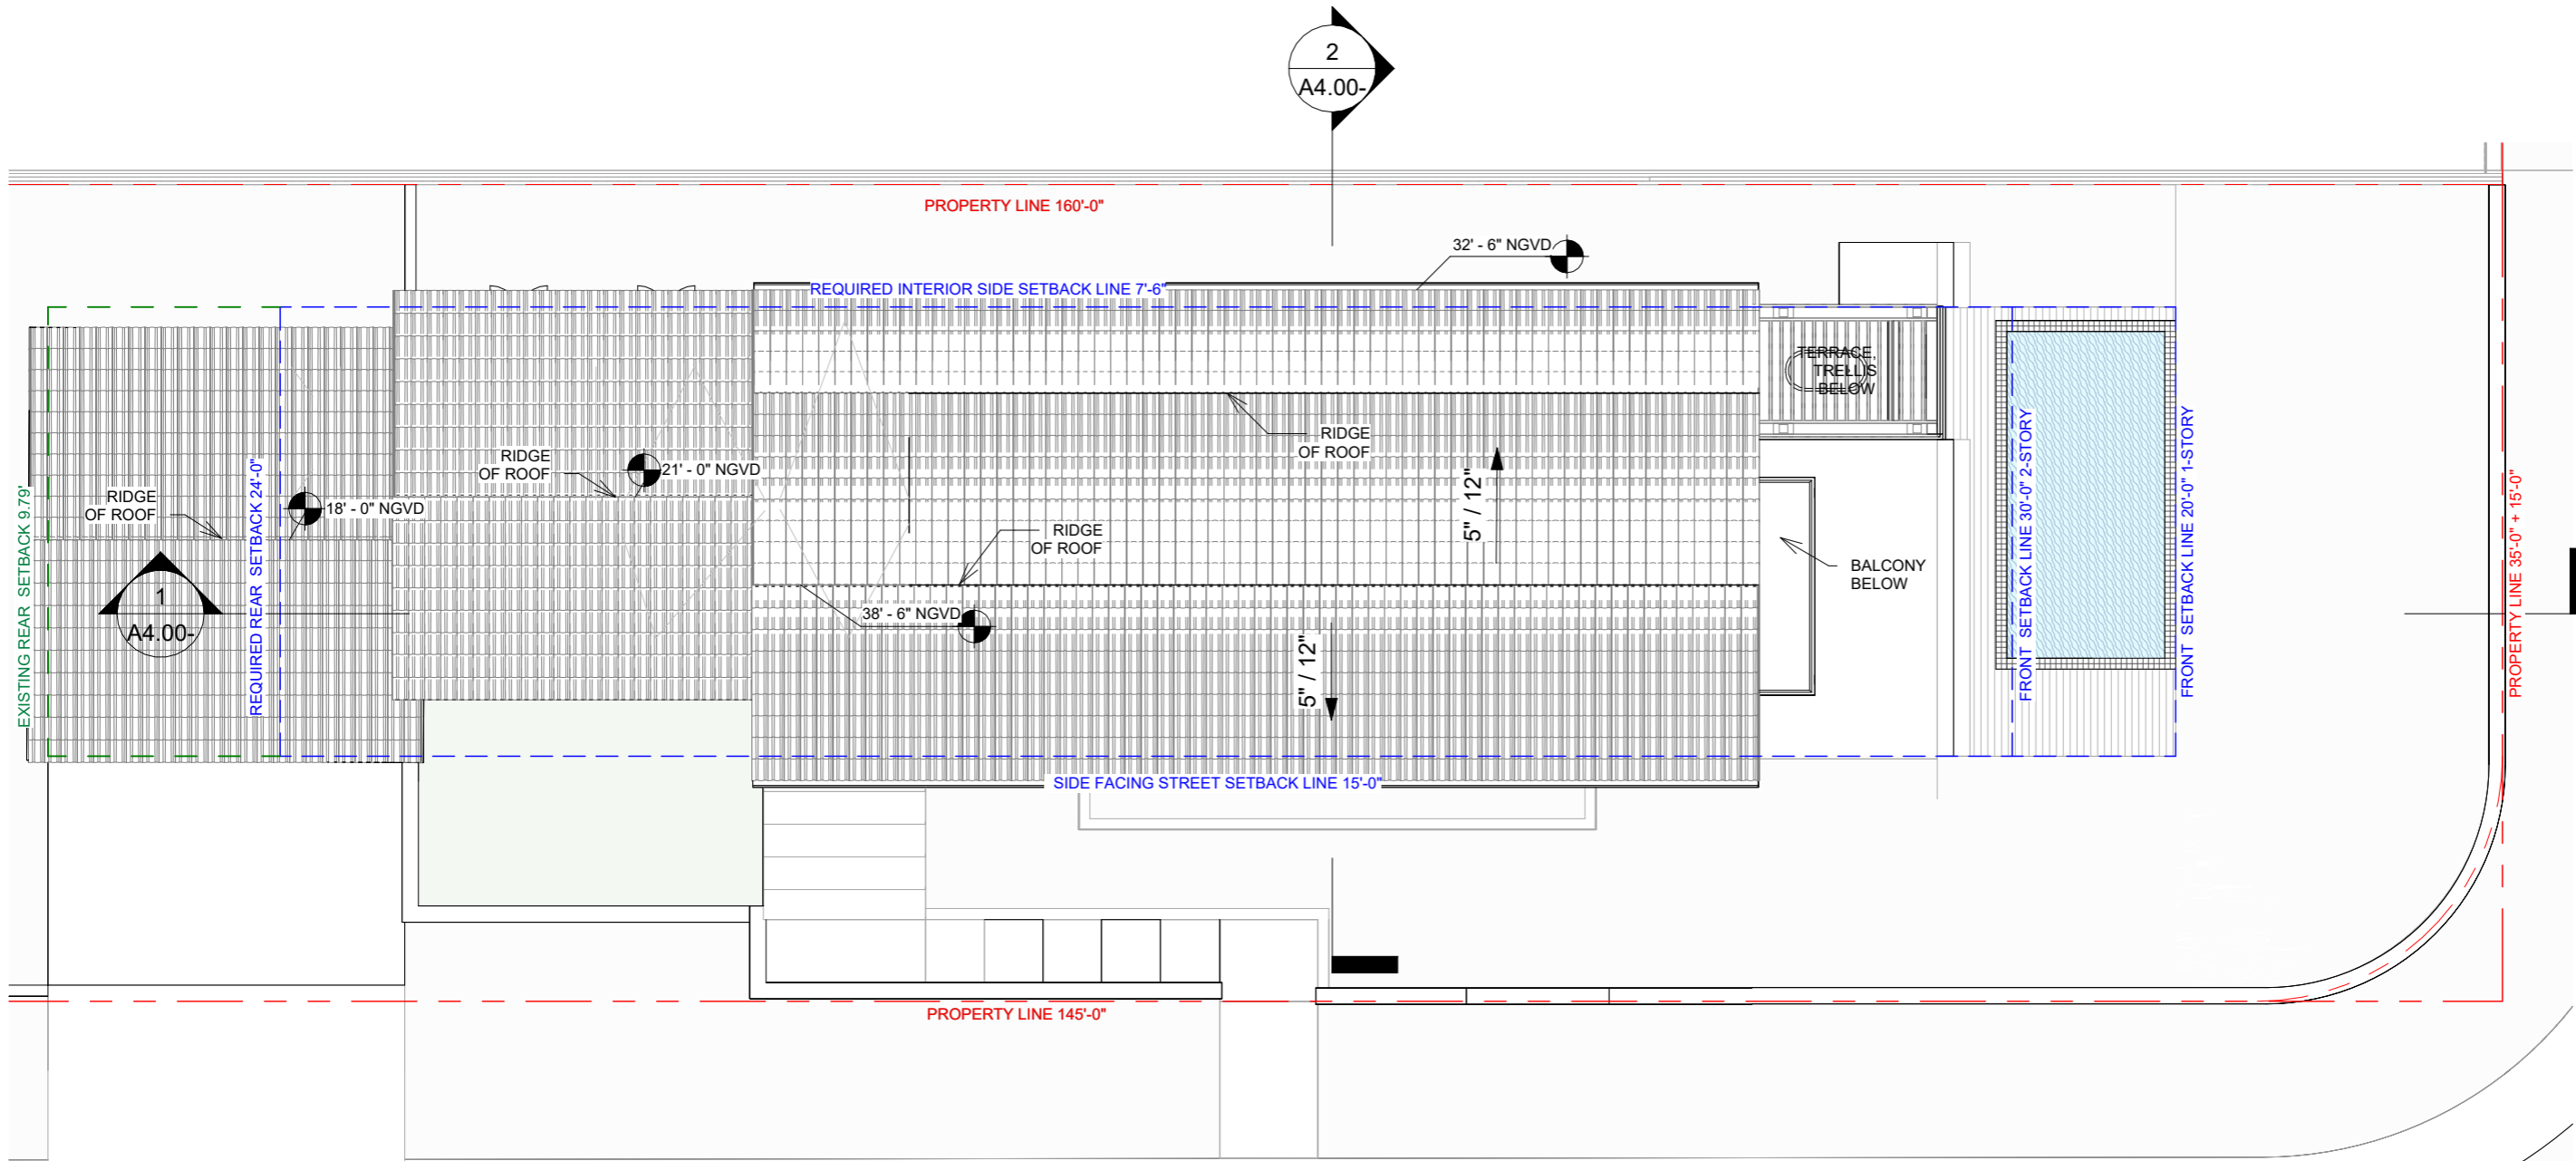 2
A4.00-
PROPERTY LINE 160'-0"
32' - 6" NGVD
REQUIRED INTERIOR SIDE SETBACK LINE 7'-6"
TERRACE,
TRELLIS
BELOW
RIDGE
OF ROOF
RIDGE
OF ROOF
21' - 0" NGVD
RIDGE
OF ROOF
18' - 0" NGVD
RIDGE
OF ROOF
5" / 12"
BALCONY
BELOW
1
A4.00-
38' - 6" NGVD
5" / 12"
EXISTING REAR SETBACK 9.79'
REQUIRED REAR SETBACK 24'-0"
FRONT SETBACK LINE 30'-0" 2-STORY
FRONT SETBACK LINE 20'-0" 1-STORY
PROPERTY LINE 35'-0" + 15'-0"
SIDE FACING STREET SETBACK LINE 15'-0"
PROPERTY LINE 145'-0"